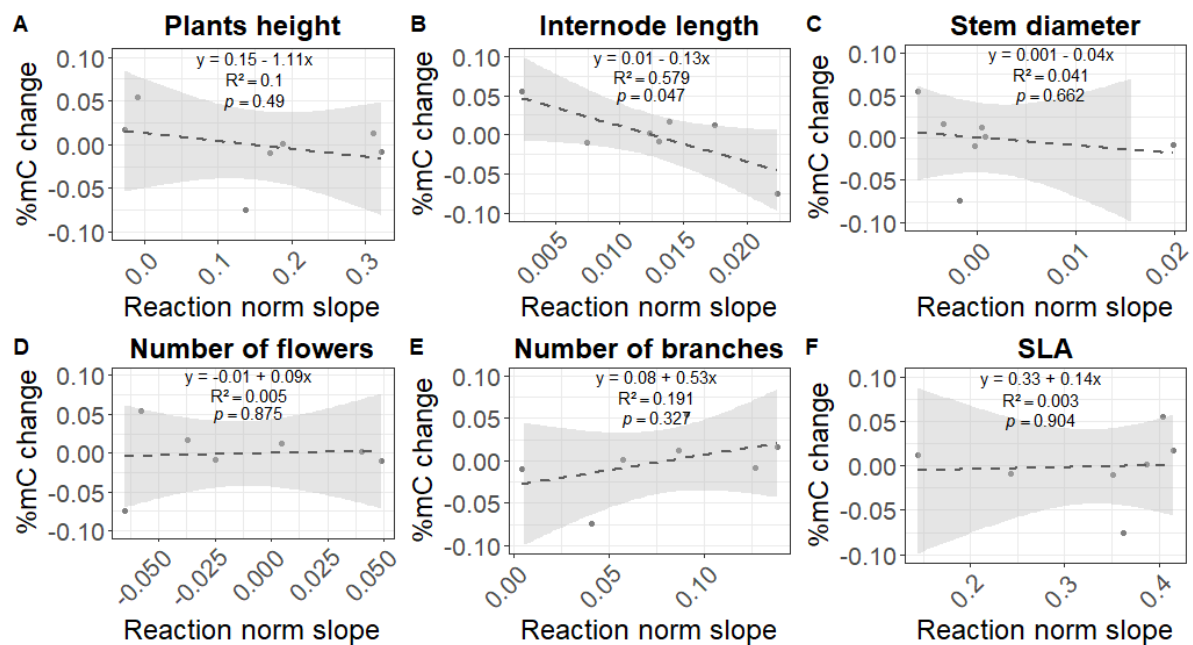 A Plants height
%mC change
0.10
0.05
0.00
-0.05
-0.10
y = 0.15 - 1.11x
R² = 0.1
p = 0.49
0.0 0.1 0.2 0.3
Reaction norm slope
B Internode length
%mC change
0.10
0.05
0.00
-0.05
-0.10
y = 0.01 - 0.13x
R² = 0.579
p = 0.047
0.005 0.010 0.015 0.020
Reaction norm slope
C Stem diameter
%mC change
0.10
0.05
0.00
-0.05
-0.10
y = 0.001 - 0.04x
R² = 0.041
p = 0.662
0.00 0.01 0.02
Reaction norm slope
D Number of flowers
%mC change
0.10
0.05
0.00
-0.05
-0.10
y = -0.01 + 0.09x
R² = 0.005
p = 0.875
-0.050 -0.025 0.000 0.025 0.050
Reaction norm slope
E Number of branches
%mC change
0.10
0.05
0.00
-0.05
-0.10
y = 0.08 + 0.53x
R² = 0.191
p = 0.327
0.00 0.05 0.10
Reaction norm slope
F SLA
%mC change
0.10
0.05
0.00
-0.05
-0.10
y = 0.33 + 0.14x
R² = 0.003
p = 0.904
0.2 0.3 0.4
Reaction norm slope